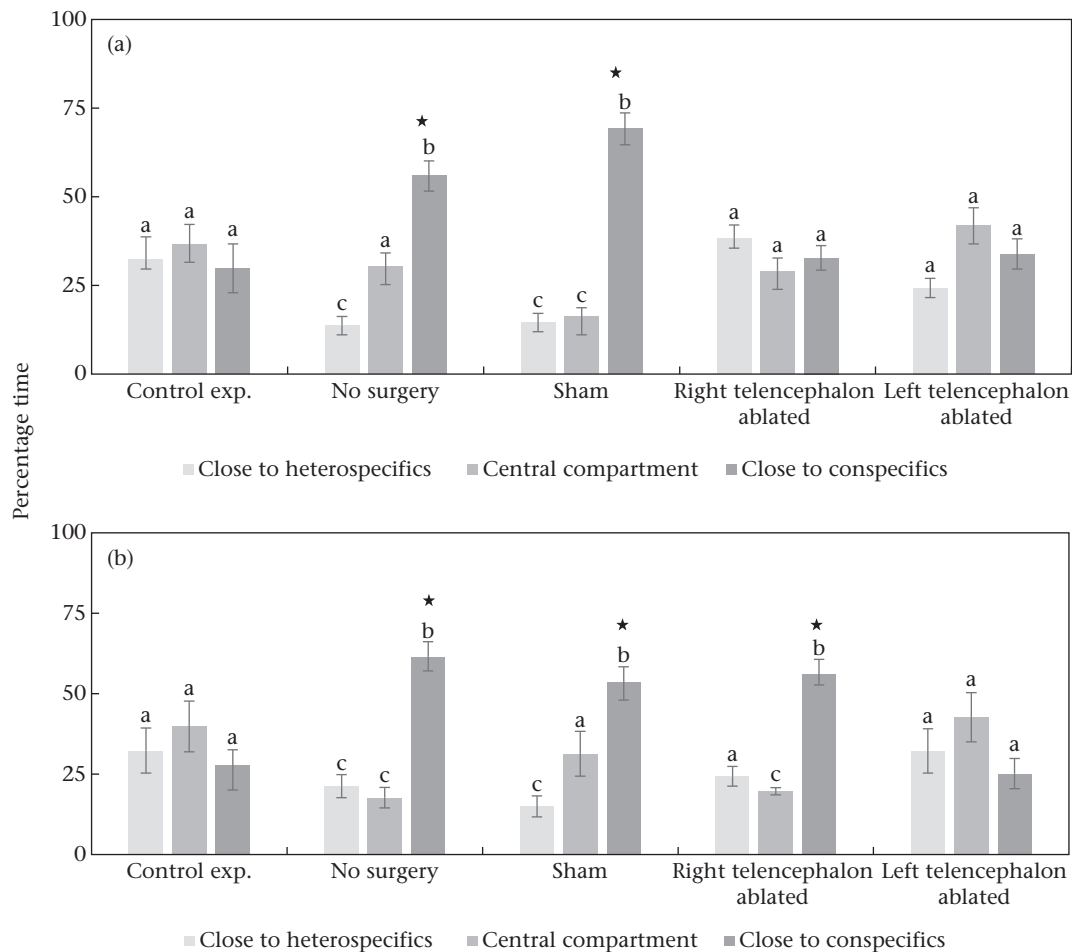 Percentage time
100
75
50
25
0
(a)
a a a
c a b ★
c c b ★
a a a
a a a
Control exp. No surgery Sham Right telencephalon ablated Left telencephalon ablated
Close to heterospecifics Central compartment Close to conspecifics
100
75
50
25
0
(b)
a a a
c c b ★
c a b ★
a c b ★
a a a
Control exp. No surgery Sham Right telencephalon ablated Left telencephalon ablated
Close to heterospecifics Central compartment Close to conspecifics